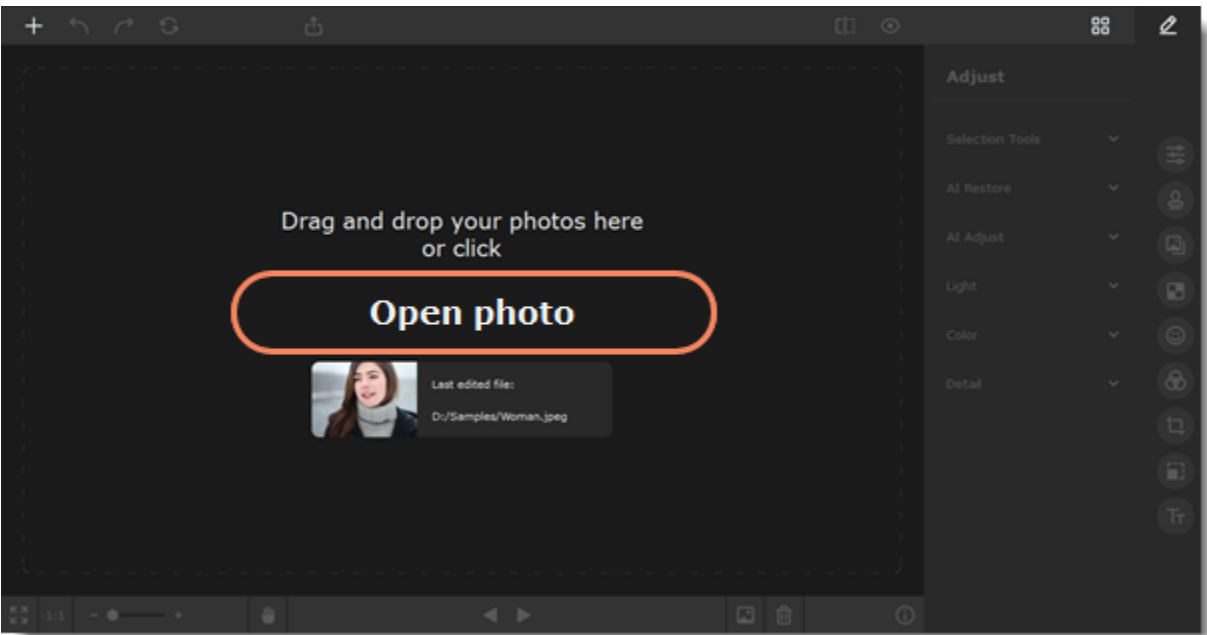 Adjust
Selection Tools
AI Restore
AI Adjust
Light
Color
Detail
Drag and drop your photos here
or click
Open photo
Last edited file:
D:/Samples/Woman.jpeg
1:1
TT